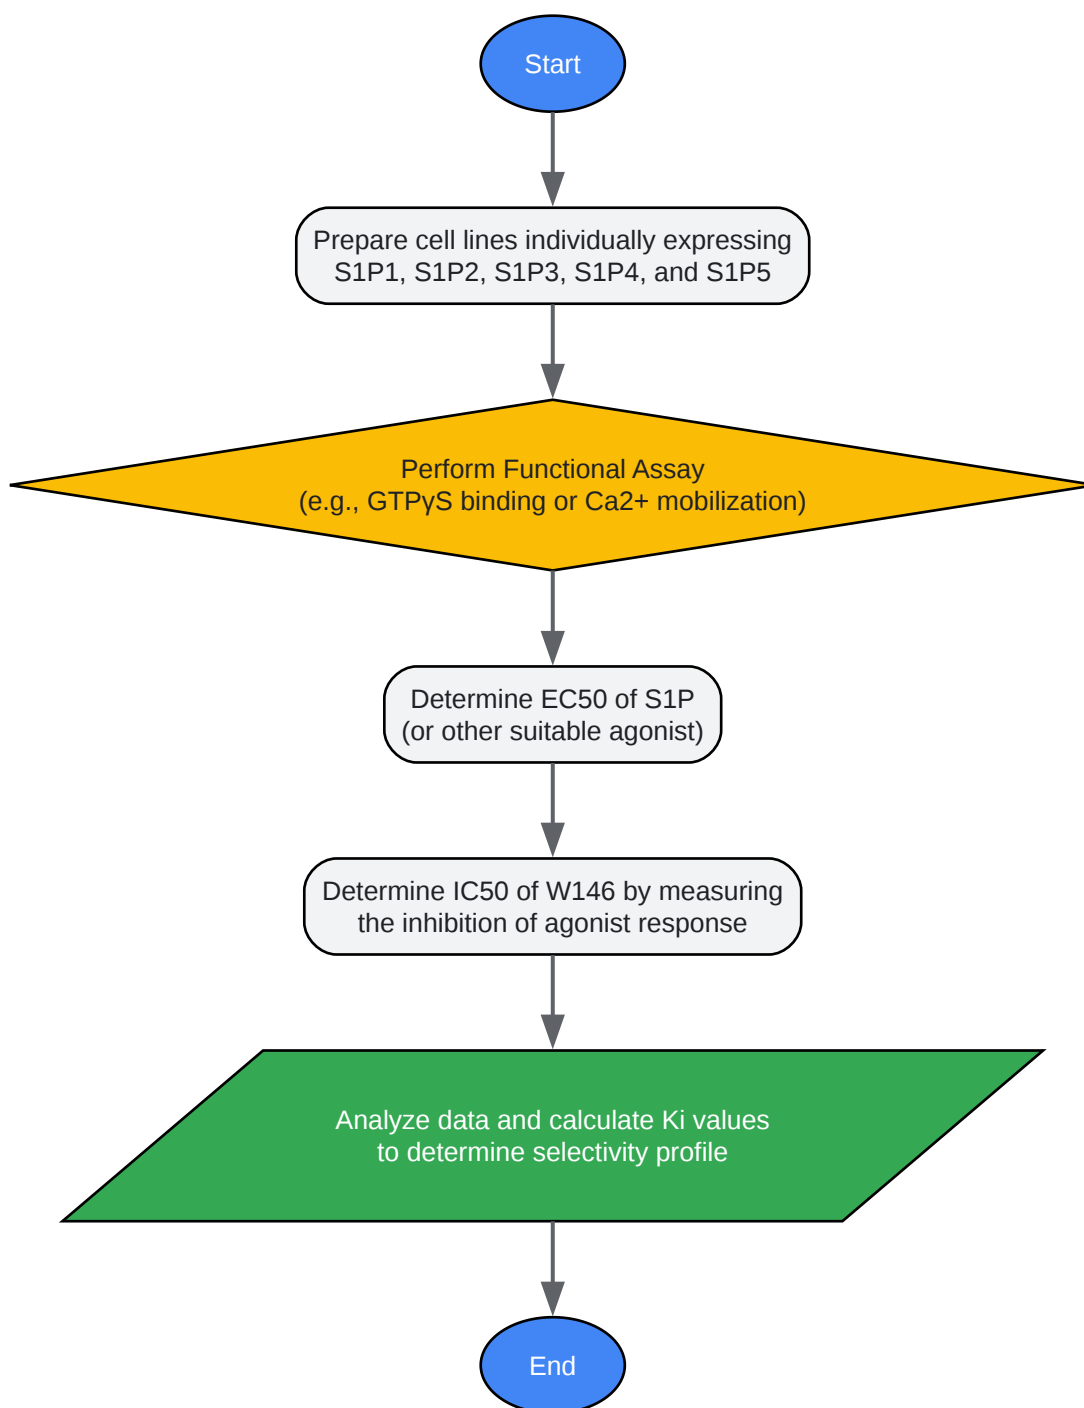 Start
Prepare cell lines individually expressing
S1P1, S1P2, S1P3, S1P4, and S1P5
Perform Functional Assay
(e.g., GTPγS binding or Ca2+ mobilization)
Determine EC50 of S1P
(or other suitable agonist)
Determine IC50 of W146 by measuring
the inhibition of agonist response
Analyze data and calculate Ki values
to determine selectivity profile
End